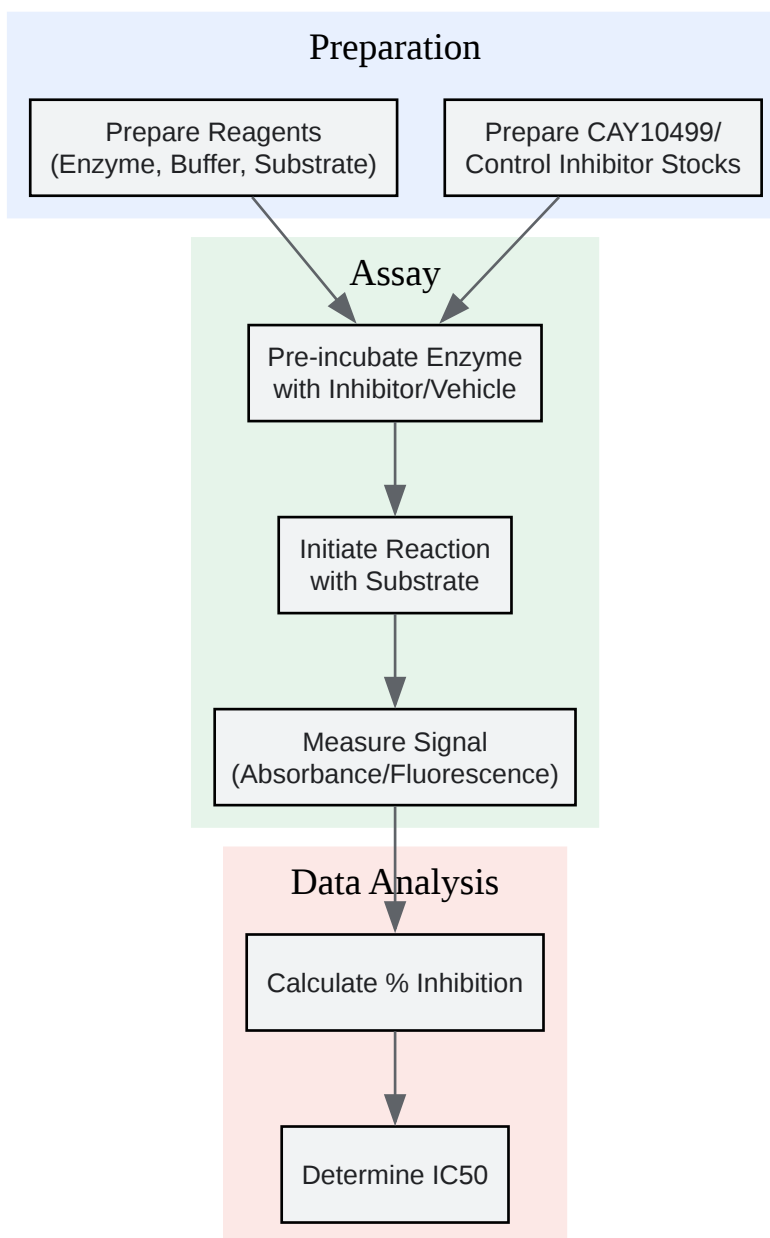 Preparation
Prepare Reagents
(Enzyme, Buffer, Substrate)
Prepare CAY10499/
Control Inhibitor Stocks
Assay
Pre-incubate Enzyme
with Inhibitor/Vehicle
Initiate Reaction
with Substrate
Measure Signal
(Absorbance/Fluorescence)
Data Analysis
Calculate % Inhibition
Determine IC50